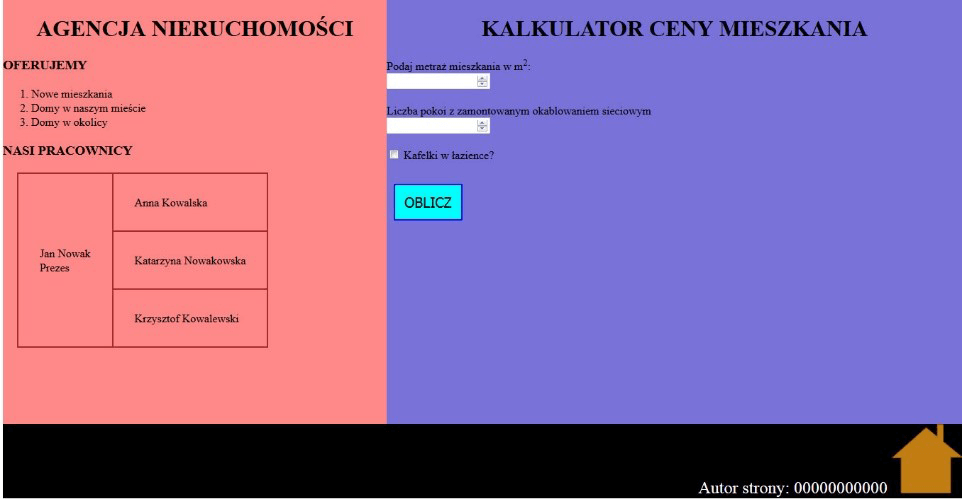 AGENCJA NIERUCHOMOŚCI
OFERUJEMY
1. Nowe mieszkania
2. Domy w naszym mieście
3. Domy w okolicy
NASI PRACOWNICY
Jan Nowak
Prezes
Anna Kowalska
Katarzyna Nowakowska
Krzysztof Kowalewski
KALKULATOR CENY MIESZKANIA
Podaj metraż mieszkania w m²:
Liczba pokoi z zamontowanym okablowaniem sieciowym
Kafelki w łazience?
OBLICZ
Autor strony: 00000000000